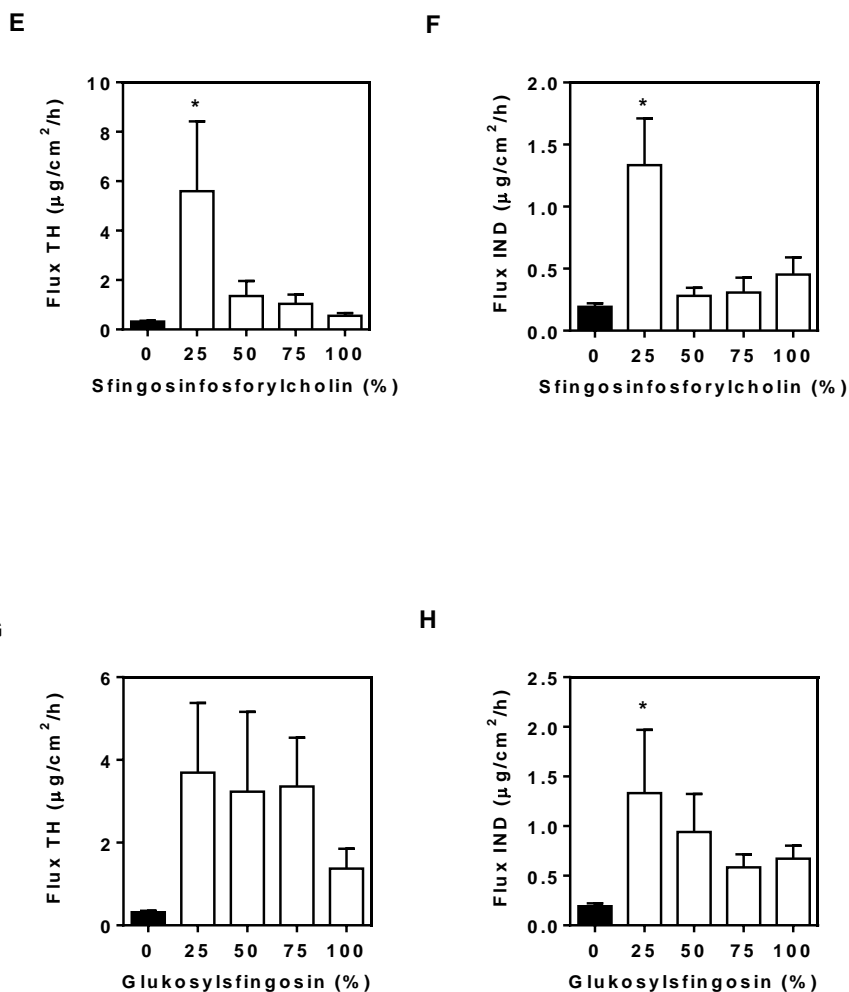 E
10
8
6
4
2
0
Flux TH (µg/cm²/h)
*
0 25 50 75 100
Sfingosinfosforylcholin (%)
F
2.0
1.5
1.0
0.5
0.0
Flux IND (µg/cm²/h)
*
0 25 50 75 100
Sfingosinfosforylcholin (%)
6
4
2
0
Flux TH (µg/cm²/h)
0 25 50 75 100
Glukosylsfingosin (%)
H
2.5
2.0
1.5
1.0
0.5
0.0
Flux IND (µg/cm²/h)
*
0 25 50 75 100
Glukosylsfingosin (%)